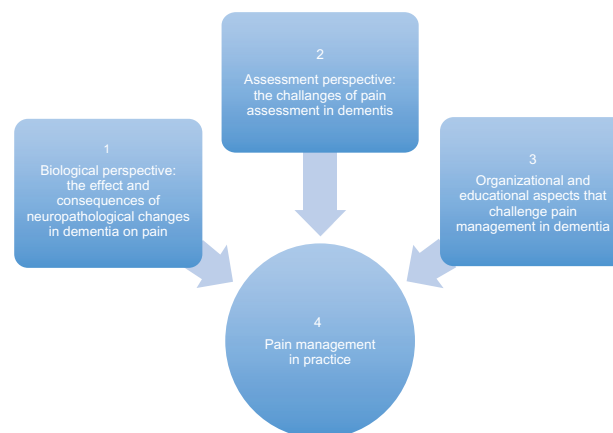 1
Biological perspective:
the effect and
consequences of
neuropathological changes
in dementia on pain
2
Assessment perspective:
the challanges of pain
assessment in dementia
3
Organizational and
educational aspects that
challenge pain
management in dementia
4
Pain management
in practice